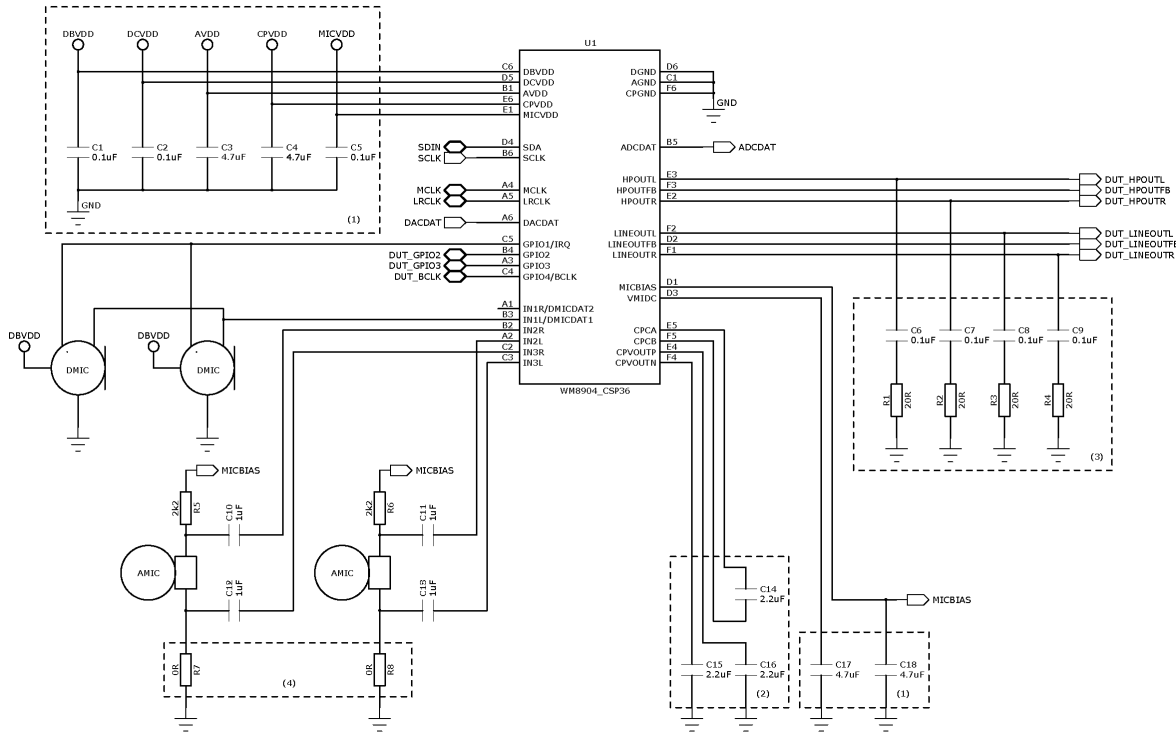 DBVDD DCVDD AVDD CPVDD MICVDD
C1 0.1uF
C2 0.1uF
C3 4.7uF
C4 4.7uF
C5 0.1uF
GND
(1)
U1
C6 DBVDD
D5 DCVDD
B1 AVDD
E6 CPVDD
E1 MICVDD
SDIN D4 SDA
SCLK B6 SCLK
MCLK A4 MCLK
LRCLK A5 LRCLK
DACDAT A6 DACDAT
C5 GPIO1/IRQ
DUT_GPIO2 B4 GPIO2
DUT_GPIO3 A3 GPIO3
DUT_BCLK C4 GPIO4/BCLK
A1 IN1R/DMICDAT2
B3 IN1L/DMICDAT1
B2 IN2R
A2 IN2L
C2 IN3R
C3 IN3L
WM8904_CSP36
DGND D6
AGND C1
CPGND F6
GND
ADCDAT B5 ADCDAT
HPOUTL E3 DUT_HPOUTL
HPOUTFB F3 DUT_HPOUTFB
HPOUTR E2 DUT_HPOUTR
LINEOUTL F2 DUT_LINEOUTL
LINEOUTFB D2 DUT_LINEOUTFB
LINEOUTR F1 DUT_LINEOUTR
MICBIAS D1
VMIDC D3
CPCA E5
CPCB F5
CPVOUTP E4
CPVOUTN F4
C6 0.1uF
C7 0.1uF
C8 0.1uF
C9 0.1uF
R1 20R
R2 20R
R3 20R
R4 20R
(3)
DBVDD
DMIC
DBVDD
DMIC
MICBIAS
2k2 R5
C10 1uF
AMIC
C12 1uF
0R R7
MICBIAS
2k2 R6
C11 1uF
AMIC
C13 1uF
0R R8
(4)
C14 2.2uF
C15 2.2uF
C16 2.2uF
(2)
MICBIAS
C17 4.7uF
C18 4.7uF
(1)